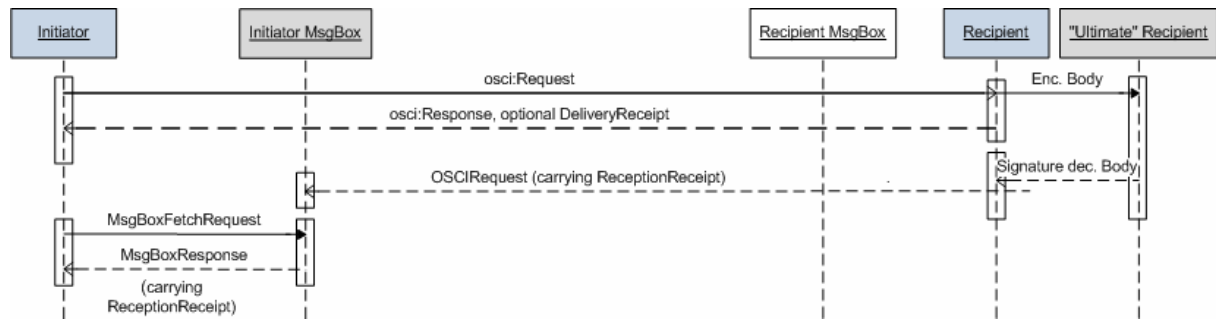 Initiator
Initiator MsgBox
Recipient MsgBox
Recipient
"Ultimate" Recipient
osci:Request
Enc. Body
osci:Response, optional DeliveryReceipt
OSCIRequest (carrying ReceptionReceipt)
Signature dec. Body
MsgBoxFetchRequest
MsgBoxResponse
(carrying
ReceptionReceipt)